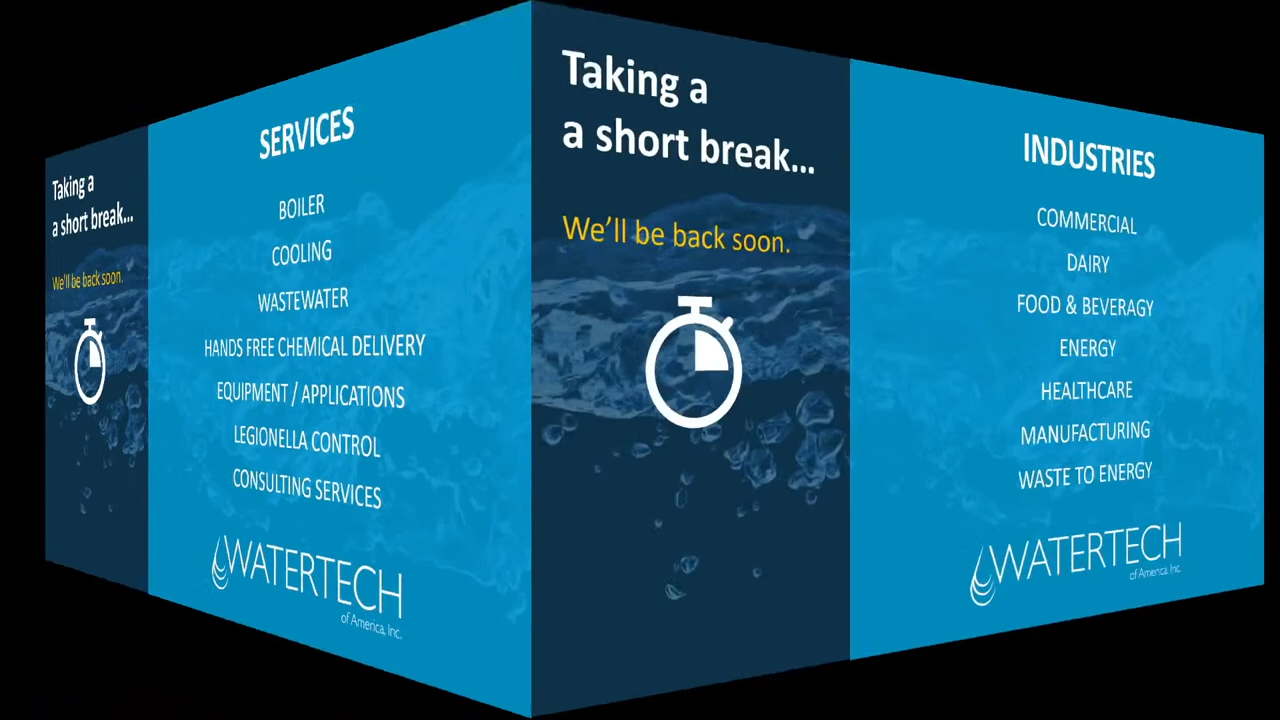 Taking a
a short break...
We'll be back soon.
SERVICES
BOILER
COOLING
WASTEWATER
HANDS FREE CHEMICAL DELIVERY
EQUIPMENT / APPLICATIONS
LEGIONELLA CONTROL
CONSULTING SERVICES
WATERTECH
of America, Inc.
Taking a
a short break...
We'll be back soon.
INDUSTRIES
COMMERCIAL
DAIRY
FOOD & BEVERAGY
ENERGY
HEALTHCARE
MANUFACTURING
WASTE TO ENERGY
WATERTECH
of America, Inc.